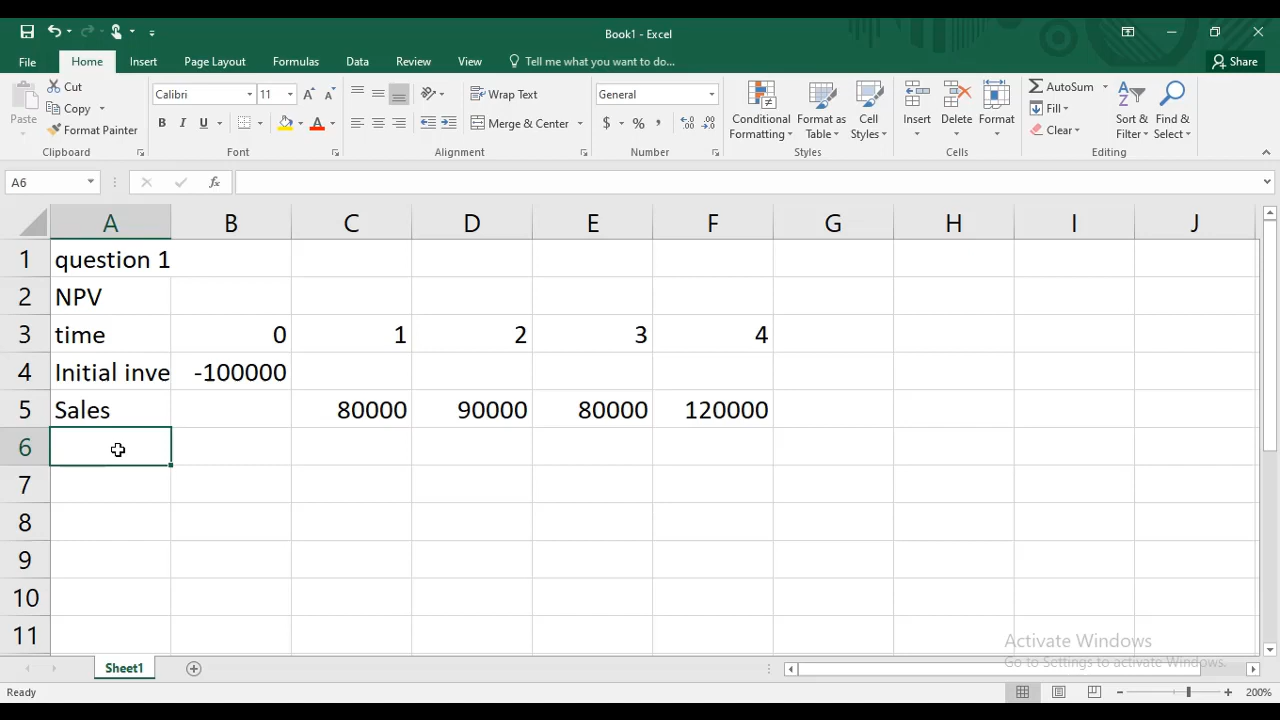 Book1 - Excel
File Home Insert Page Layout Formulas Data Review View Tell me what you want to do... Share
Paste Cut Copy Format Painter Clipboard
Calibri 11 A A B I U A Font
Wrap Text Merge & Center Alignment
General $ % , Number
Conditional Formatting Format as Table Cell Styles Styles
Insert Delete Format Cells
AutoSum Fill Clear Sort & Filter Find & Select Editing
A6 fx
A B C D E F G H I J
1 question 1
2 NPV
3 time 0 1 2 3 4
4 Initial inve -100000
5 Sales 80000 90000 80000 120000
6
7
8
9
10
11
Activate Windows
Go to Settings to activate Windows.
Sheet1
Ready 200%